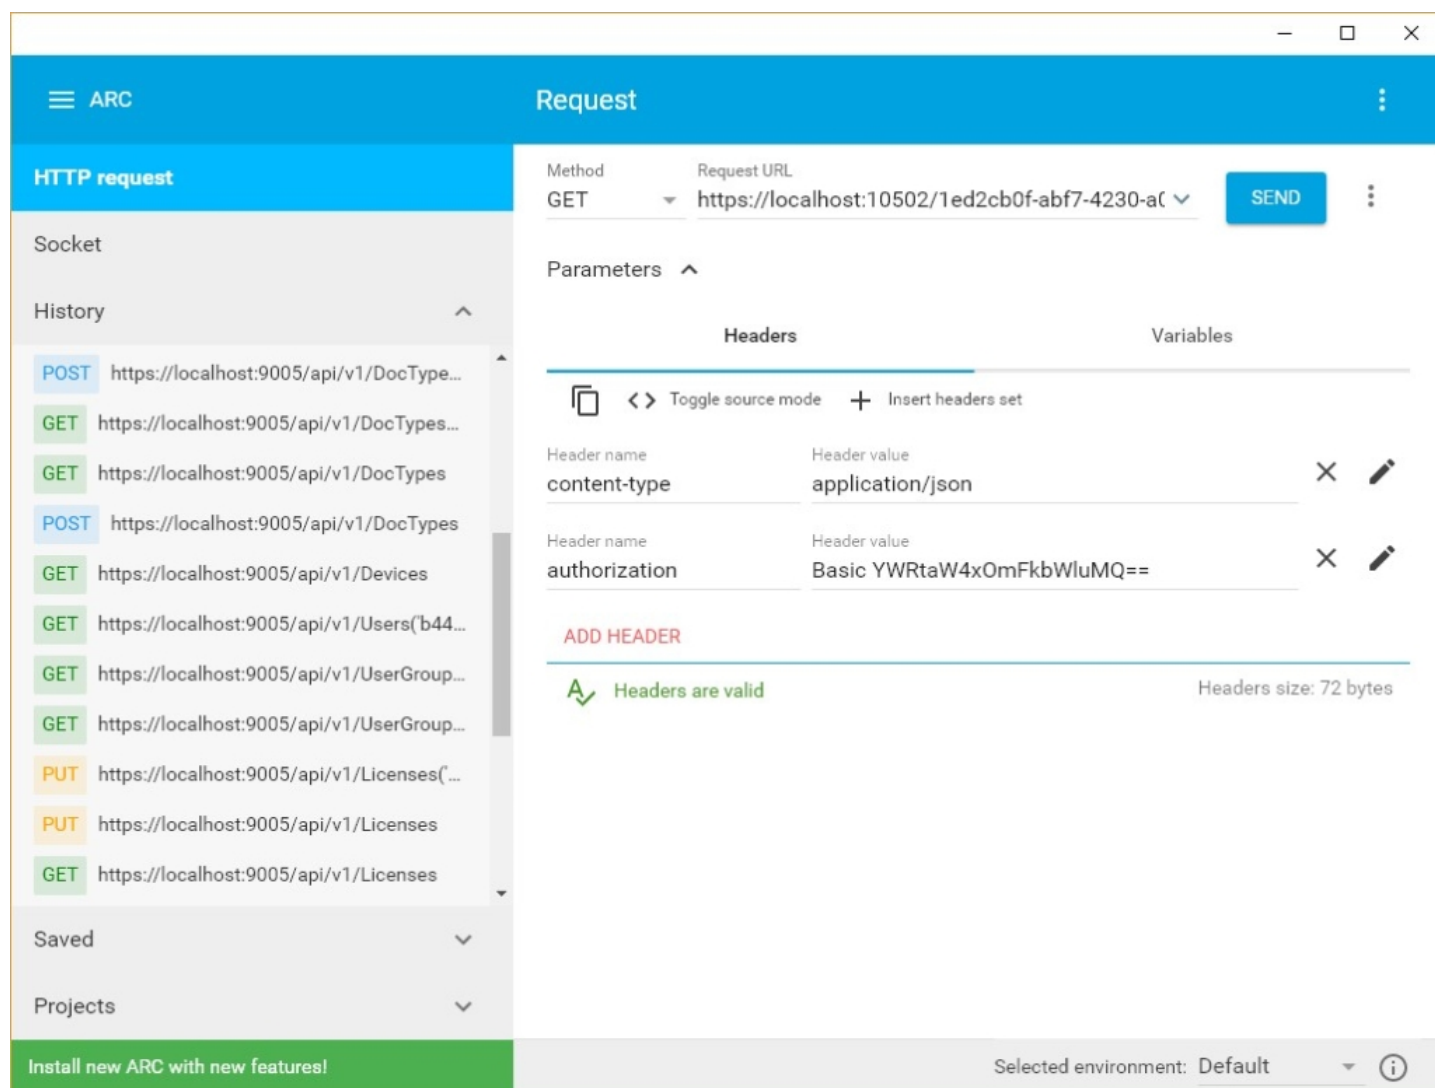 ARC
Request
HTTP request
Socket
History
POST https://localhost:9005/api/v1/DocType...
GET https://localhost:9005/api/v1/DocTypes...
GET https://localhost:9005/api/v1/DocTypes
POST https://localhost:9005/api/v1/DocTypes
GET https://localhost:9005/api/v1/Devices
GET https://localhost:9005/api/v1/Users('b44...
GET https://localhost:9005/api/v1/UserGroup...
GET https://localhost:9005/api/v1/UserGroup...
PUT https://localhost:9005/api/v1/Licenses('...
PUT https://localhost:9005/api/v1/Licenses
GET https://localhost:9005/api/v1/Licenses
Saved
Projects
Install new ARC with new features!
Method Request URL
GET https://localhost:10502/1ed2cb0f-abf7-4230-a0
SEND
Parameters
Headers Variables
Toggle source mode Insert headers set
Header name Header value
content-type application/json
Header name Header value
authorization Basic YWRtaW4xOmFkbWluMQ==
ADD HEADER
Headers are valid Headers size: 72 bytes
Selected environment: Default